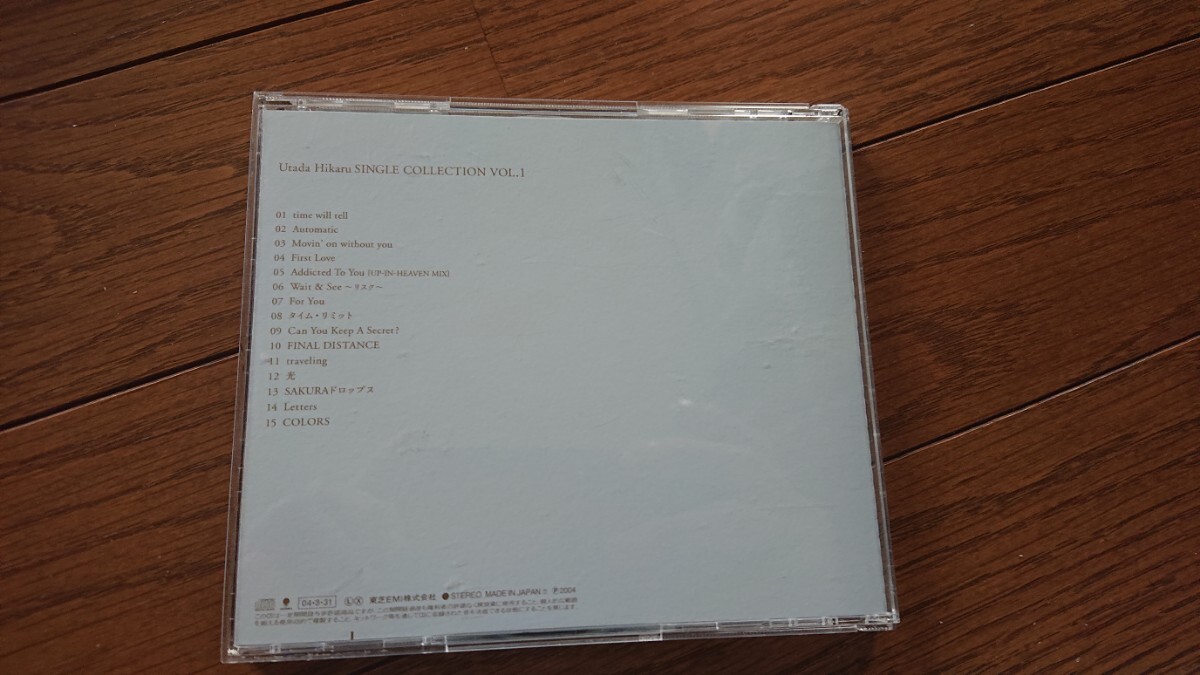 Utada Hikaru SINGLE COLLECTION VOL.1
01 time will tell
02 Automatic
03 Movin' on without you
04 First Love
05 Addicted To You [UP-IN-HEAVEN MIX]
06 Wait & See ～リスク～
07 For You
08 タイム・リミット
09 Can You Keep A Secret?
10 FINAL DISTANCE
11 traveling
12 光
13 SAKURAドロップス
14 Letters
15 COLORS
04・3・31 Ⓛ Ⓧ 東芝EMI株式会社 ●STEREO MADE IN JAPAN ℗2004